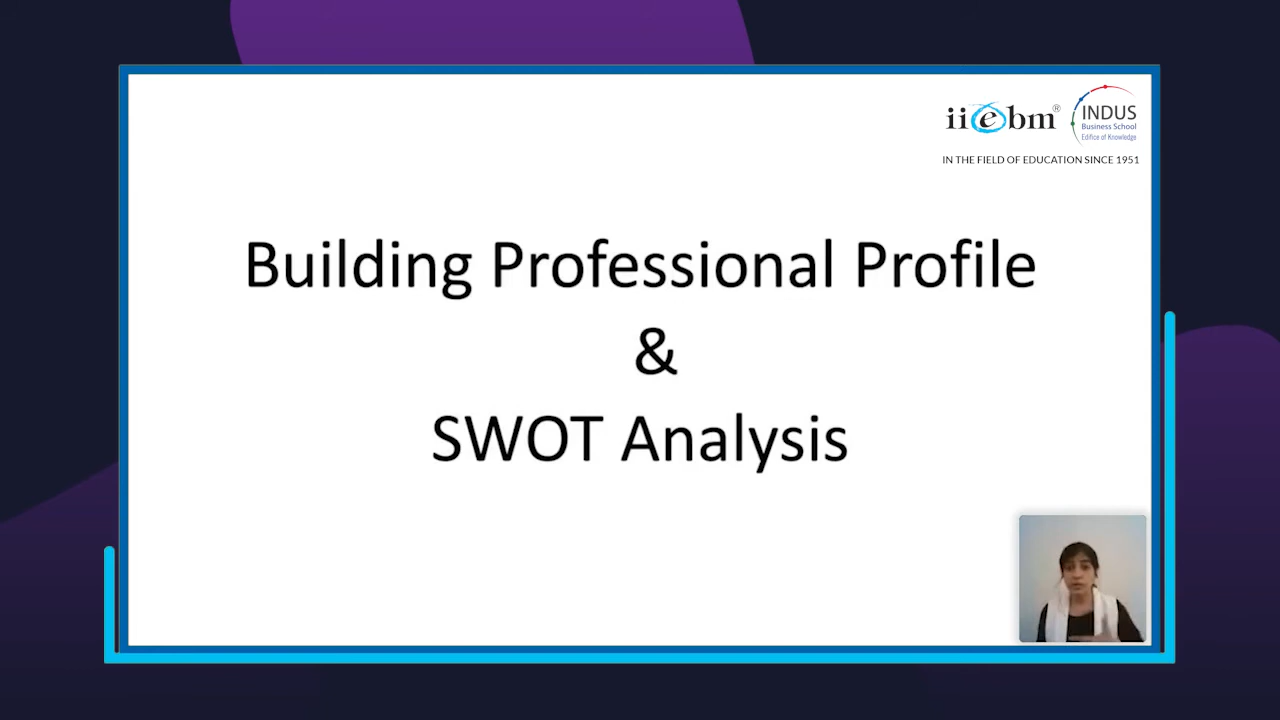 iiebm® INDUS
Business School
Edifice of Knowledge
IN THE FIELD OF EDUCATION SINCE 1951
Building Professional Profile
&
SWOT Analysis